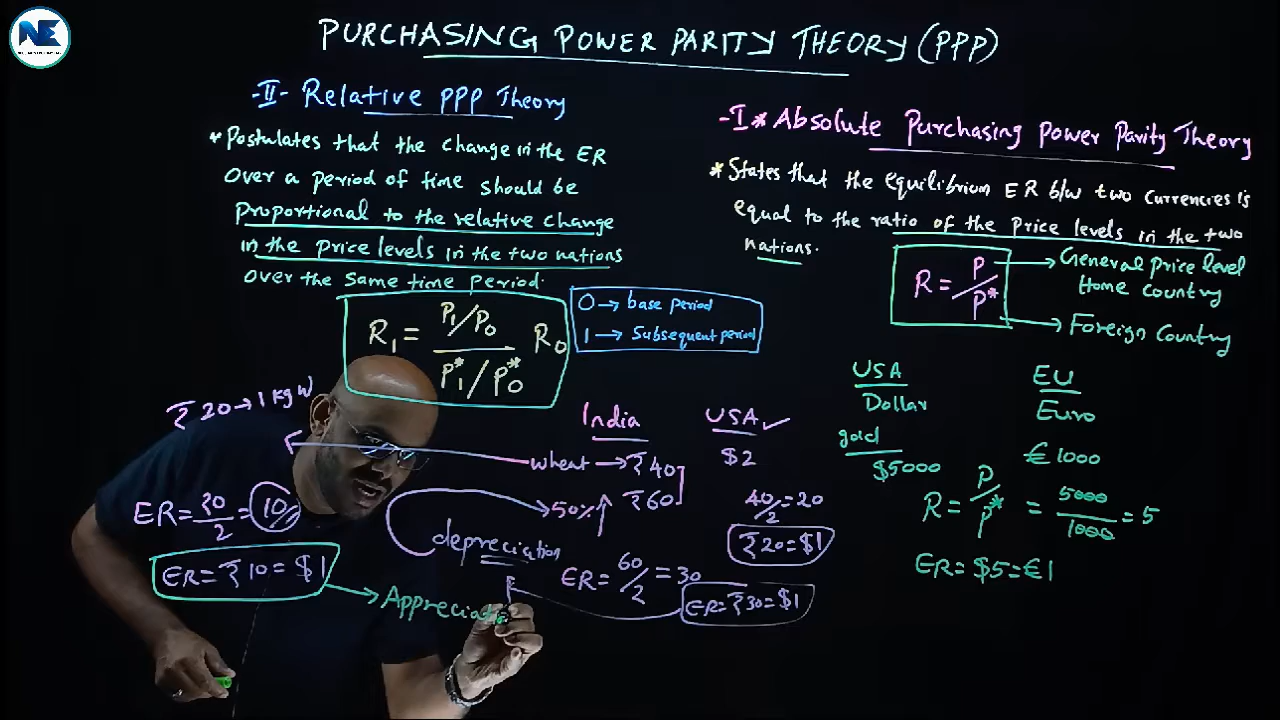 NE
PURCHASING POWER PARITY THEORY (PPP)
-II- Relative PPP Theory
*Postulates that the change in the ER
Over a period of time should be
proportional to the relative change
in the price levels in the two nations
over the same time period.
R₁ = P₁/P₀ / P₁*/P₀* R₀
0 → base period
1 → Subsequent period
₹20 → 1 kg W
India
USA ✓
wheat → ₹40
$2
50% ↑ ₹60
40/2 = 20
₹20 = $1
ER = 20/2 = 10/
ER = ₹10 = $1
depreciation
ER = 60/2 = 30
ER = ₹30 = $1
→ Appreciat
-I* Absolute Purchasing Power Parity Theory
*States that the equilibrium ER b/w two currencies is
equal to the ratio of the price levels in the two
nations.
R = P/P*
→ General price level
Home country
→ Foreign Country
USA
EU
Dollar
Euro
gold
$5000
€1000
R = P/P* = 5000/1000 = 5
ER = $5 = €1